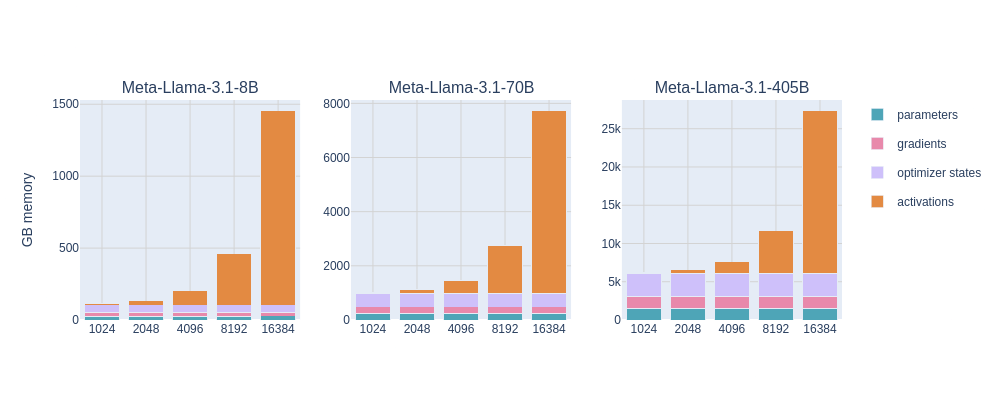 Meta-Llama-3.1-8B
Meta-Llama-3.1-70B
Meta-Llama-3.1-405B
GB memory
1500
1000
500
0
1024
2048
4096
8192
16384
8000
6000
4000
2000
0
1024
2048
4096
8192
16384
25k
20k
15k
10k
5k
0
1024
2048
4096
8192
16384
parameters
gradients
optimizer states
activations